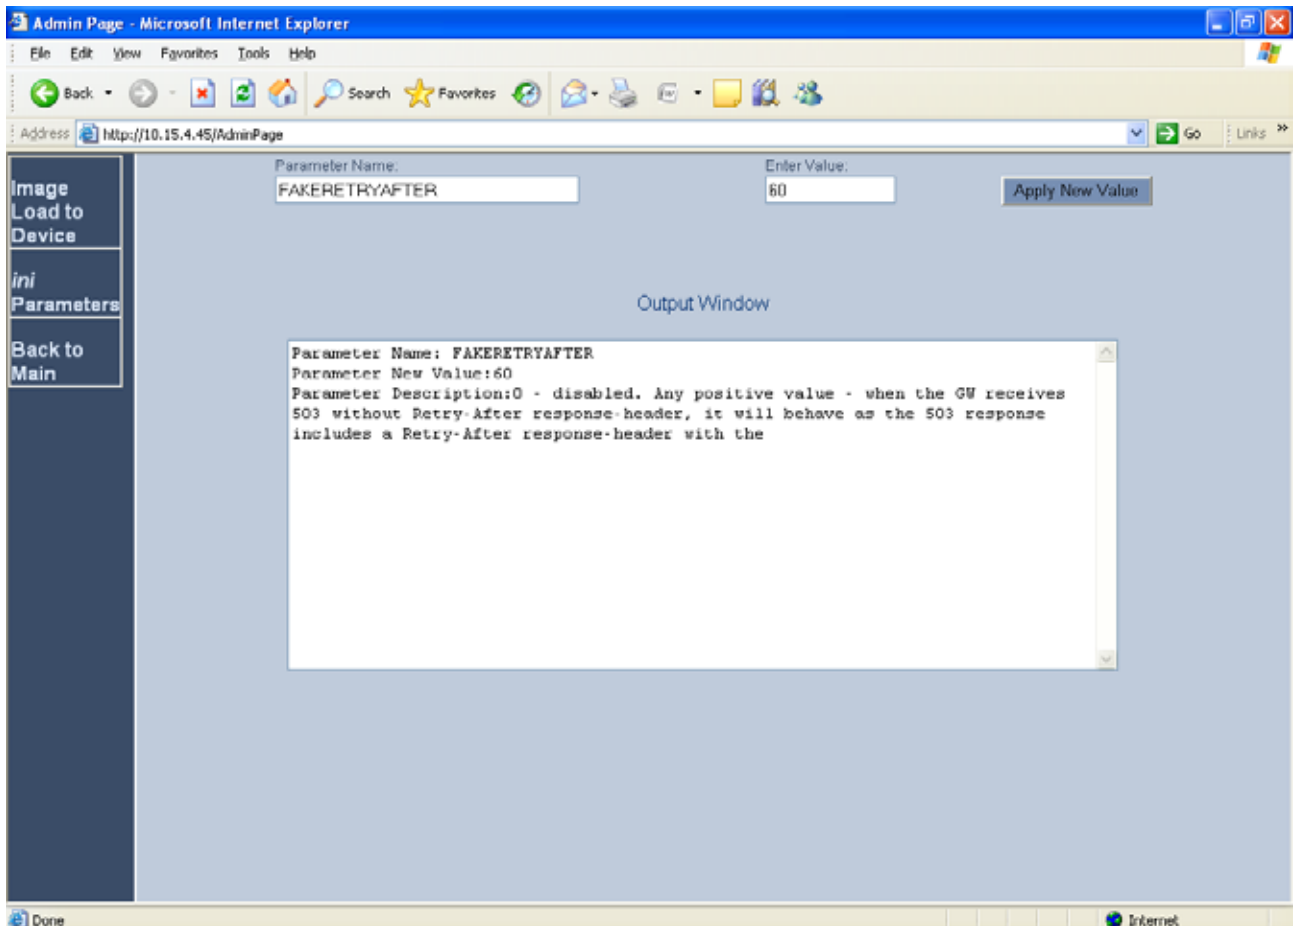 Admin Page - Microsoft Internet Explorer
File Edit View Favorites Tools Help
Back Search Favorites
Address http://10.15.4.45/AdminPage Go Links »
Parameter Name: Enter Value:
FAKERETRYAFTER 60 Apply New Value
Image
Load to
Device
ini
Parameters
Back to
Main
Output Window
Parameter Name: FAKERETRYAFTER
Parameter New Value:60
Parameter Description:0 - disabled. Any positive value - when the GW receives
503 without Retry-After response-header, it will behave as the 503 response
includes a Retry-After response-header with the
Done Internet